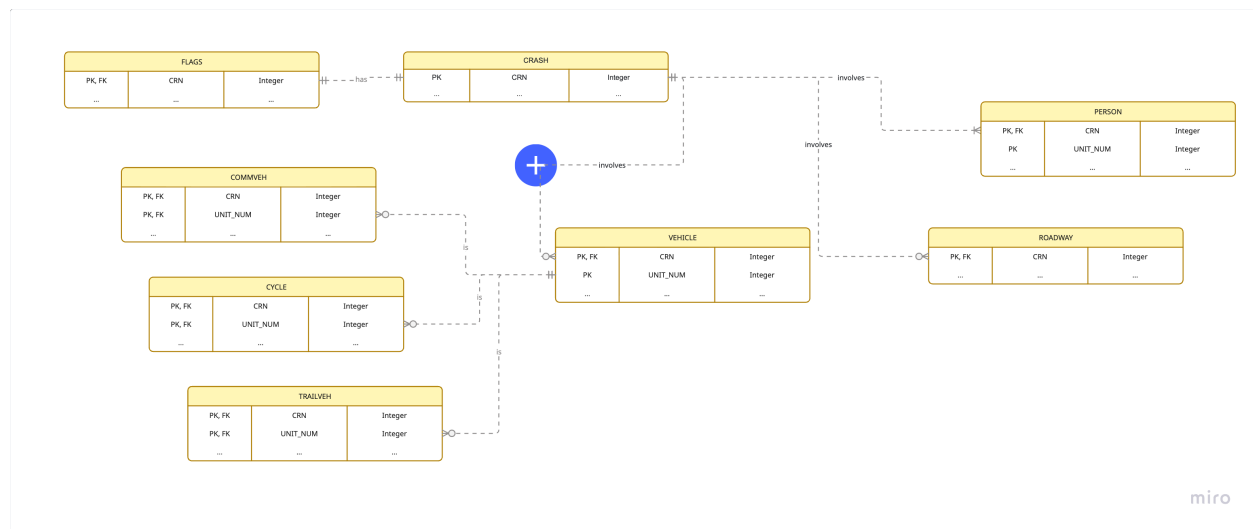 FLAGS
PK, FK CRN Integer
... ... ...
has
CRASH
PK CRN Integer
... ... ...
involves
involves
involves
PERSON
PK, FK CRN Integer
PK UNIT_NUM Integer
... ... ...
COMMVEH
PK, FK CRN Integer
PK, FK UNIT_NUM Integer
... ... ...
is
VEHICLE
PK, FK CRN Integer
PK UNIT_NUM Integer
... ... ...
ROADWAY
PK, FK CRN Integer
... ... ...
CYCLE
PK, FK CRN Integer
PK, FK UNIT_NUM Integer
... ... ...
is
is
TRAILVEH
PK, FK CRN Integer
PK, FK UNIT_NUM Integer
... ... ...
miro